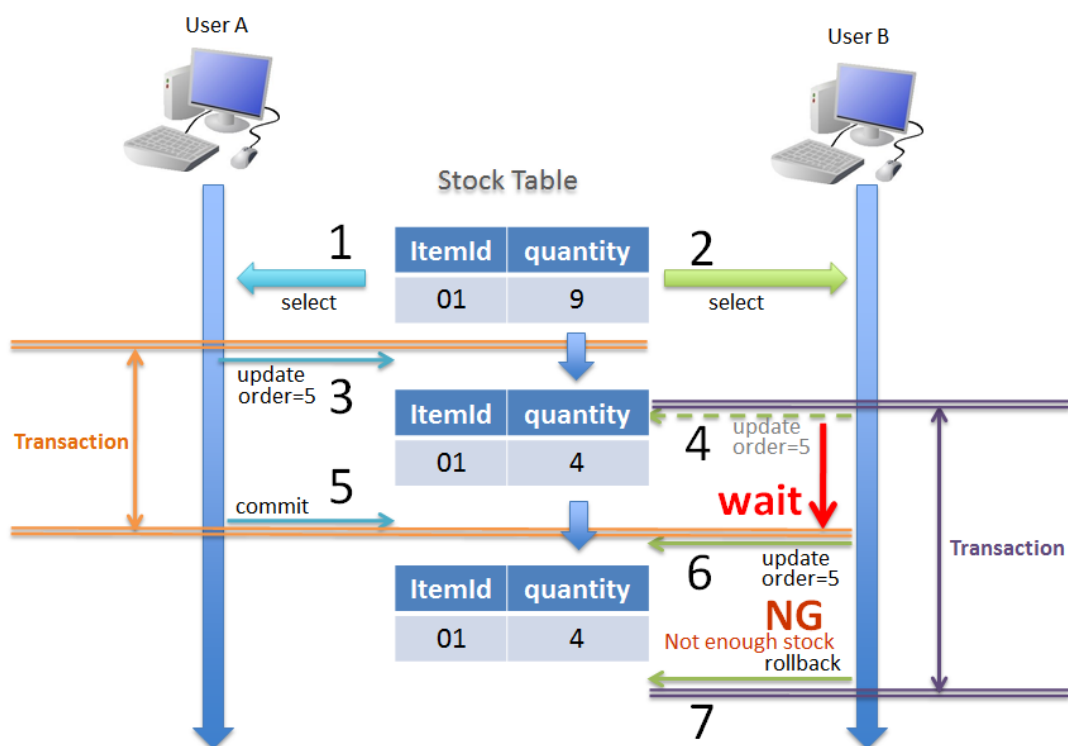 User A
User B
Stock Table
1
2
ItemId quantity
01 9
select
select
update
order=5
3
ItemId quantity
01 4
4
update
order=5
Transaction
wait
5
commit
6
update
order=5
Transaction
ItemId quantity
01 4
NG
Not enough stock
rollback
7